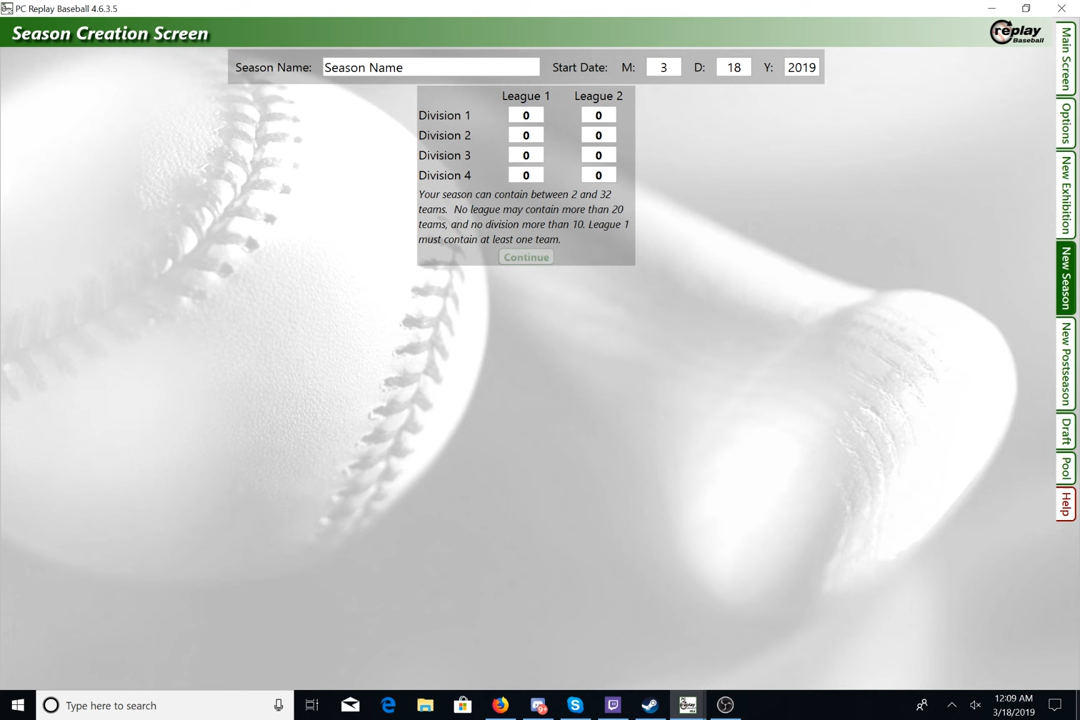 PC Replay Baseball 4.6.3.5
Season Creation Screen
replay
Baseball
Season Name: Season Name Start Date: M: 3 D: 18 Y: 2019
League 1 League 2
Division 1 0 0
Division 2 0 0
Division 3 0 0
Division 4 0 0
Your season can contain between 2 and 32
teams. No league may contain more than 20
teams, and no division more than 10. League 1
must contain at least one team.
Continue
Main Screen
Options
New Exhibition
New Season
New Postseason
Draft
Pool
Help
Type here to search
replay
12:09 AM
3/18/2019